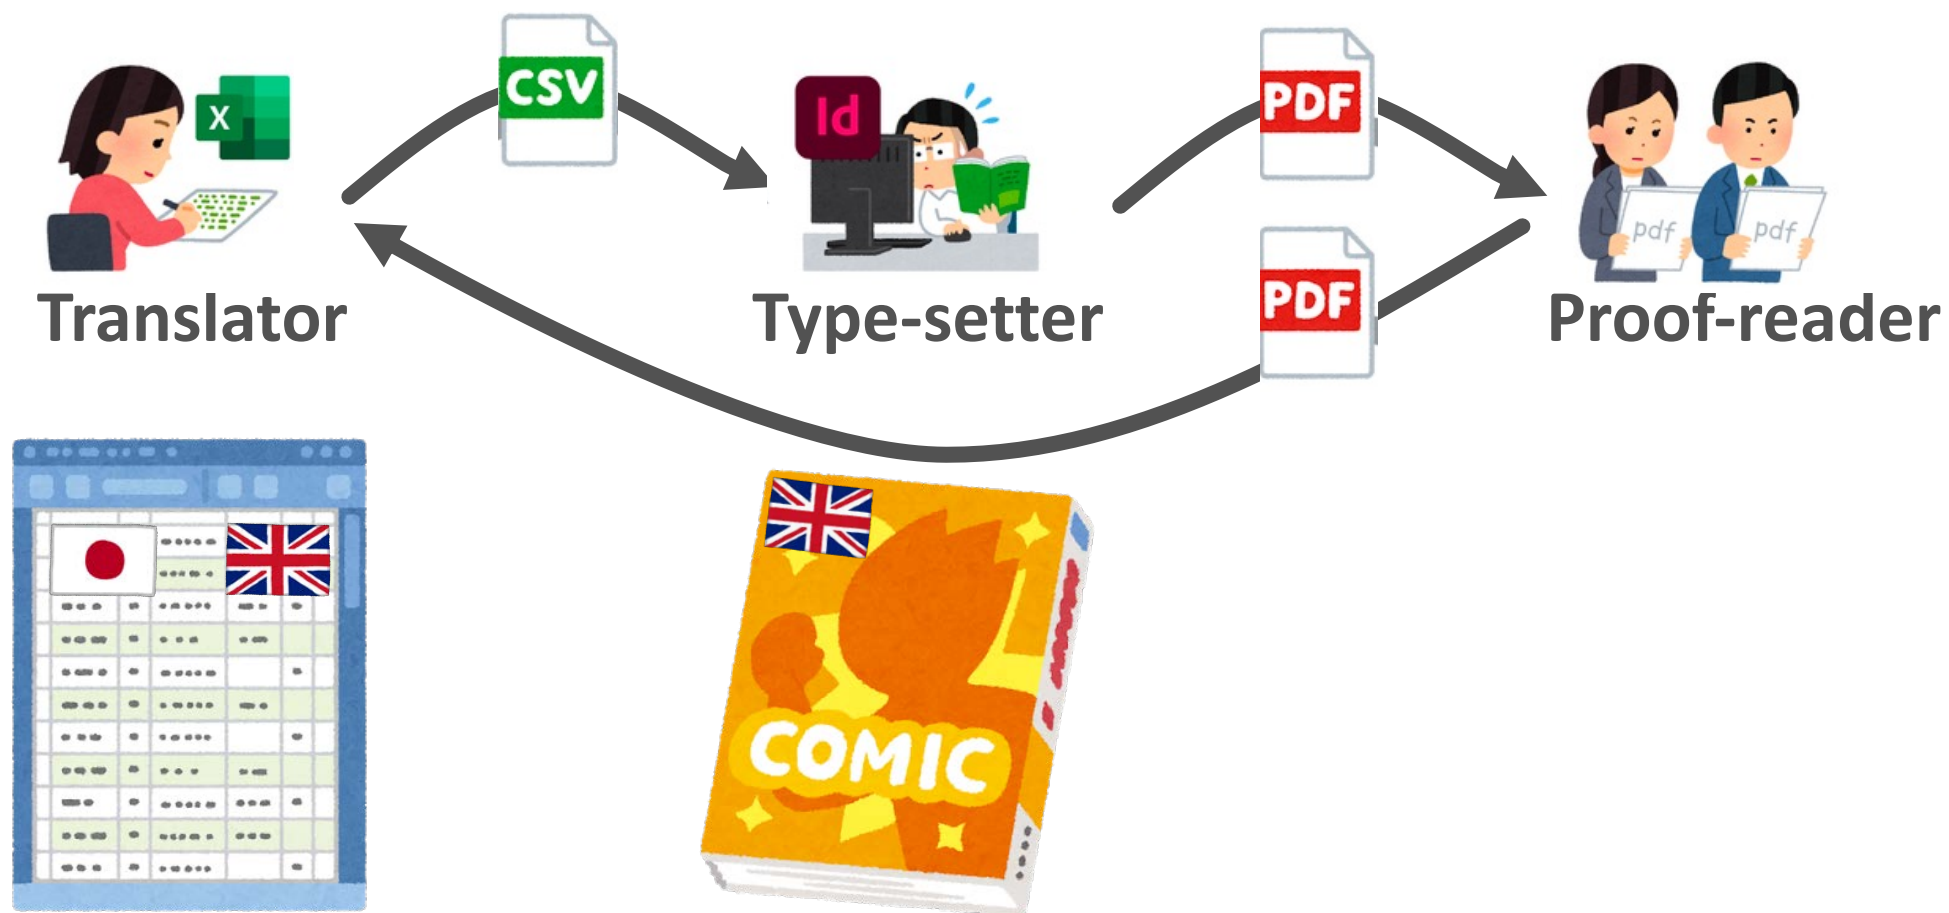 CSV
X
Id
PDF
pdf
pdf
PDF
Translator
Type-setter
Proof-reader
COMIC